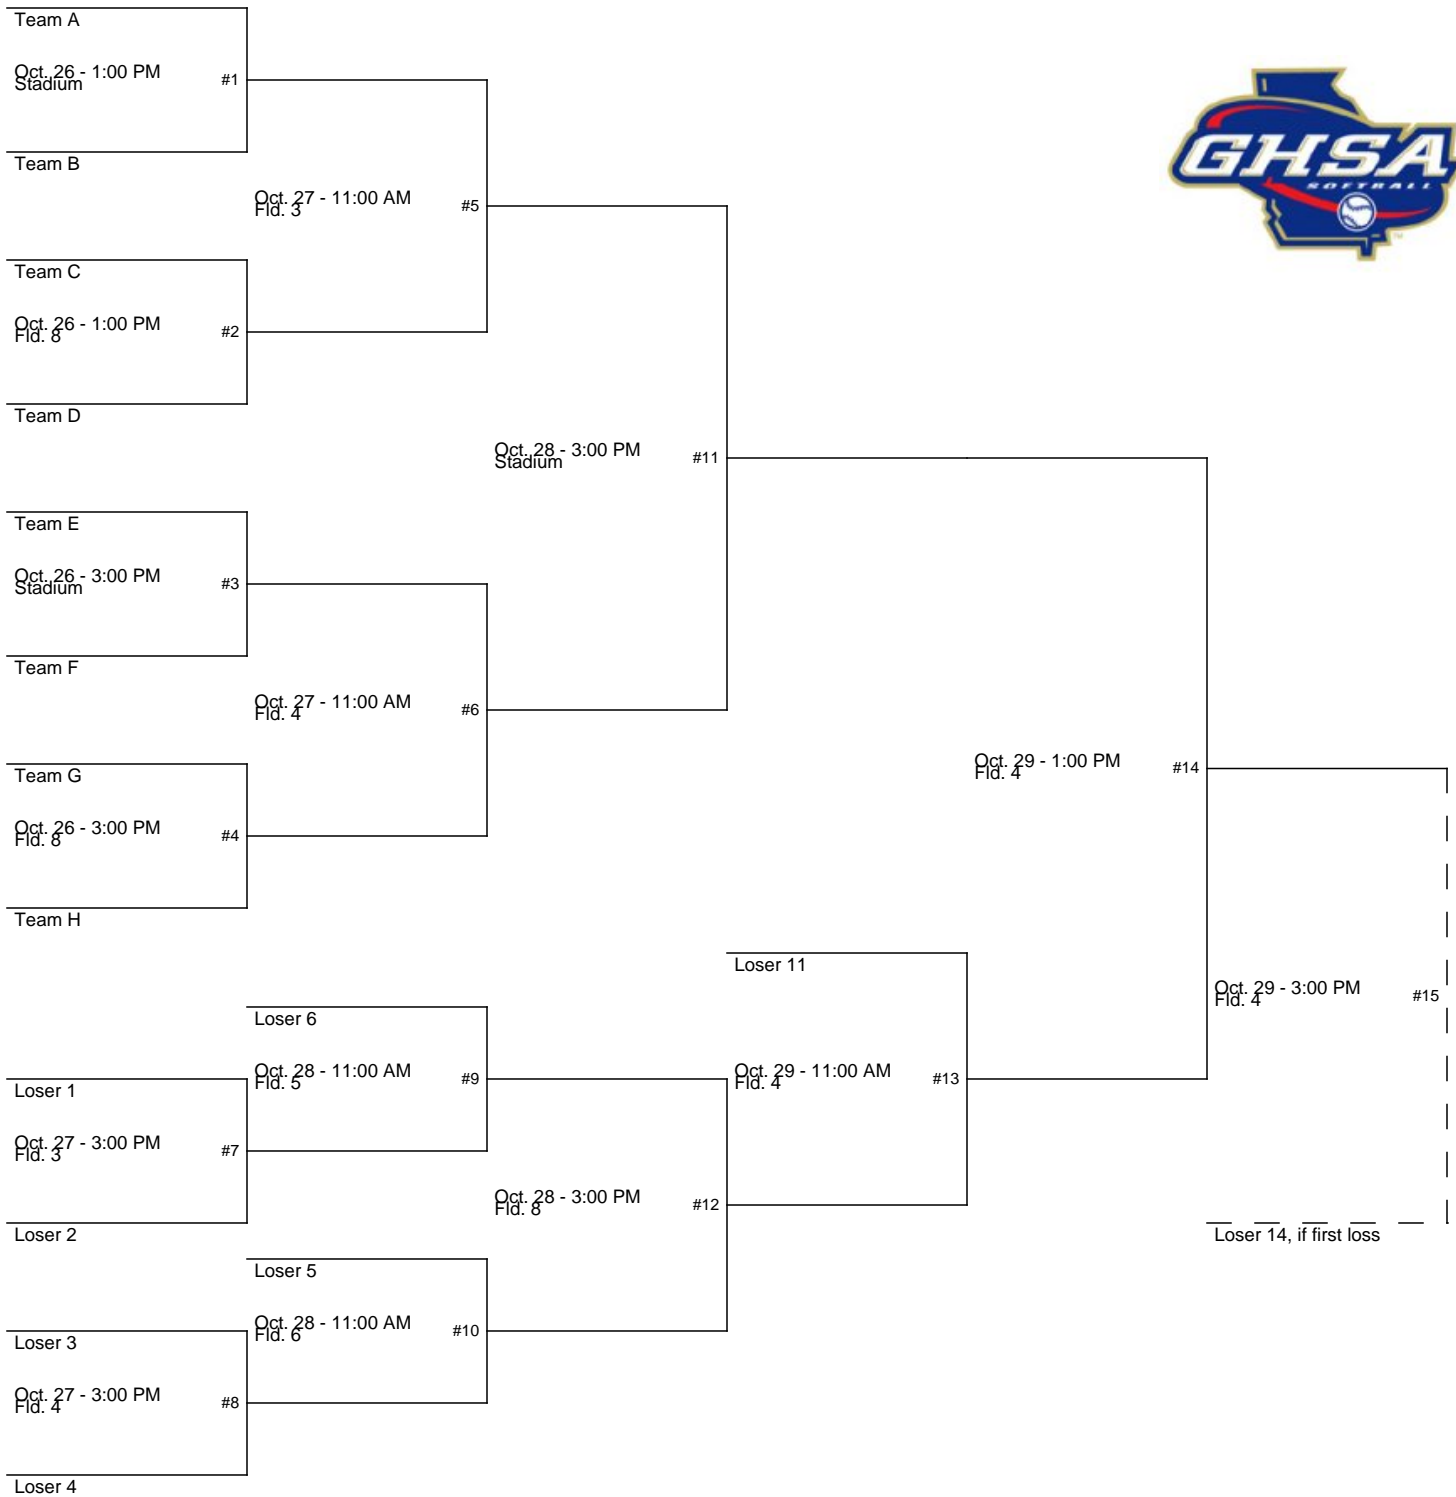 Team A
Oct. 26 - 1:00 PM
Stadium
#1
Team B
Oct. 27 - 11:00 AM
Fld. 3
#5
Team C
Oct. 26 - 1:00 PM
Fld. 8
#2
Team D
Oct. 28 - 3:00 PM
Stadium
#11
Team E
Oct. 26 - 3:00 PM
Stadium
#3
Team F
Oct. 27 - 11:00 AM
Fld. 4
#6
Team G
Oct. 26 - 3:00 PM
Fld. 8
#4
Team H
Oct. 29 - 1:00 PM
Fld. 4
#14
GHSA
SOFTBALL
TM
Loser 11
Loser 6
Oct. 28 - 11:00 AM
Fld. 5
#9
Oct. 29 - 11:00 AM
Fld. 4
#13
Oct. 29 - 3:00 PM
Fld. 4
#15
Loser 1
Oct. 27 - 3:00 PM
Fld. 3
#7
Loser 2
Oct. 28 - 3:00 PM
Fld. 8
#12
Loser 14, if first loss
Loser 5
Oct. 28 - 11:00 AM
Fld. 6
#10
Loser 3
Oct. 27 - 3:00 PM
Fld. 4
#8
Loser 4